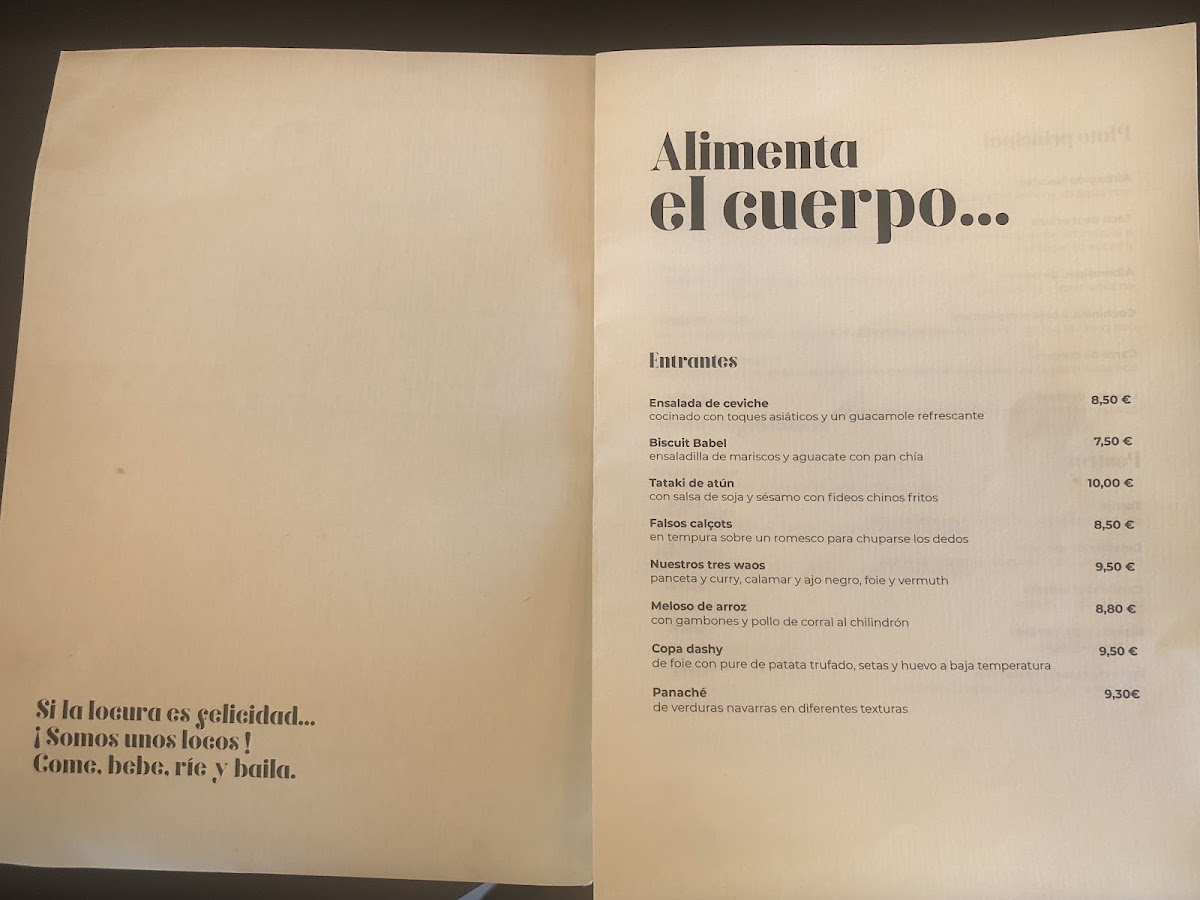 Si la locura es felicidad...
¡Somos unos locos!
Come, bebe, ríe y baila.
Alimenta
el cuerpo...
Entrantes
Ensalada de ceviche 8,50 €
cocinado con toques asiáticos y un guacamole refrescante
Biscuit Babel 7,50 €
ensaladilla de mariscos y aguacate con pan chía
Tataki de atún 10,00 €
con salsa de soja y sésamo con fideos chinos fritos
Falsos calçots 8,50 €
en tempura sobre un romesco para chuparse los dedos
Nuestros tres waos 9,50 €
panceta y curry, calamar y ajo negro, foie y vermuth
Meloso de arroz 8,80 €
con gambones y pollo de corral al chilindrón
Copa dashy 9,50 €
de foie con pure de patata trufado, setas y huevo a baja temperatura
Panaché 9,30€
de verduras navarras en diferentes texturas